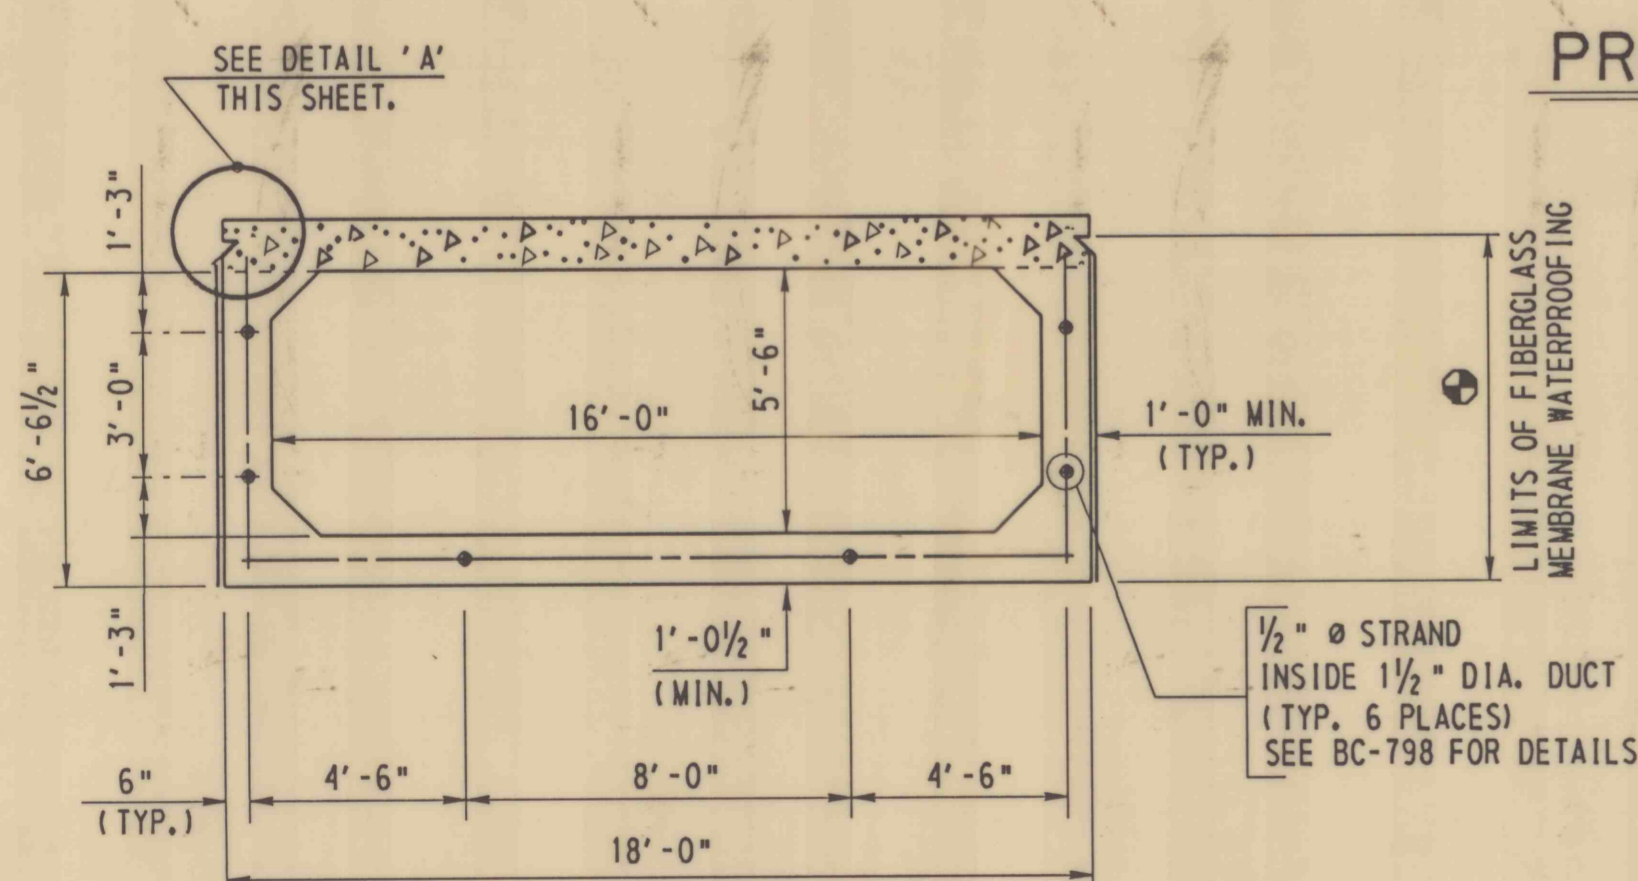 SEE DETAIL 'A'
THIS SHEET.
PR
1'-3"
3'-0"
6'-6½"
1'-3"
16'-0"
5'-6"
1'-0" MIN.
(TYP.)
LIMITS OF FIBERGLASS
MEMBRANE WATERPROOFING
1'-0½"
(MIN.)
½" Ø STRAND
INSIDE 1½" DIA. DUCT
(TYP. 6 PLACES)
SEE BC-798 FOR DETAILS
6"
(TYP.)
4'-6"
8'-0"
4'-6"
18'-0"